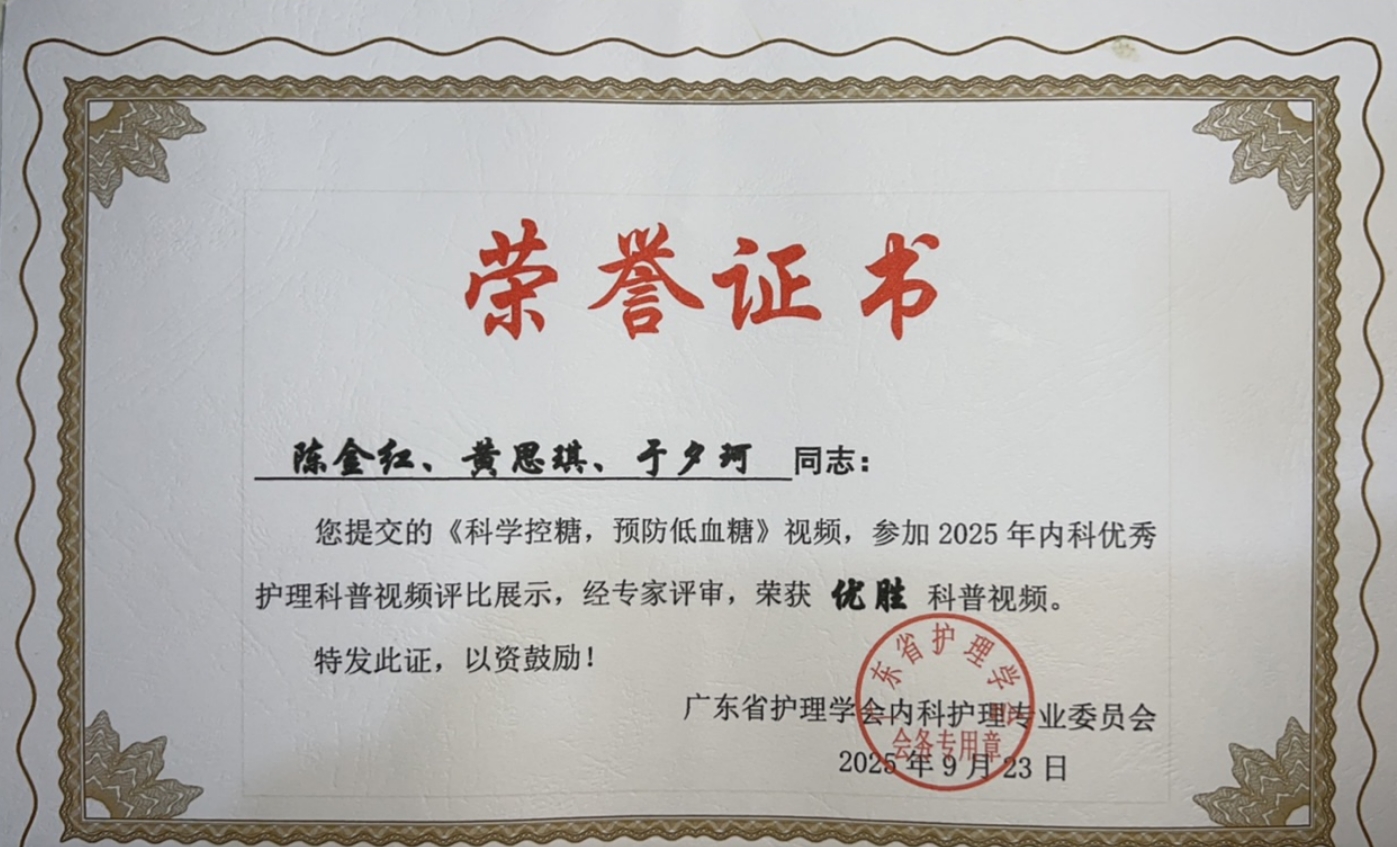 荣誉证书
陈金红、黄思琪、于夕珂 同志：
您提交的《科学控糖，预防低血糖》视频，参加 2025 年内科优秀
护理科普视频评比展示，经专家评审，荣获 优胜 科普视频。
特发此证，以资鼓励！
广东省护理学会内科护理专业委员会
2025 年 9 月 23 日
东省护理学
会务专用章